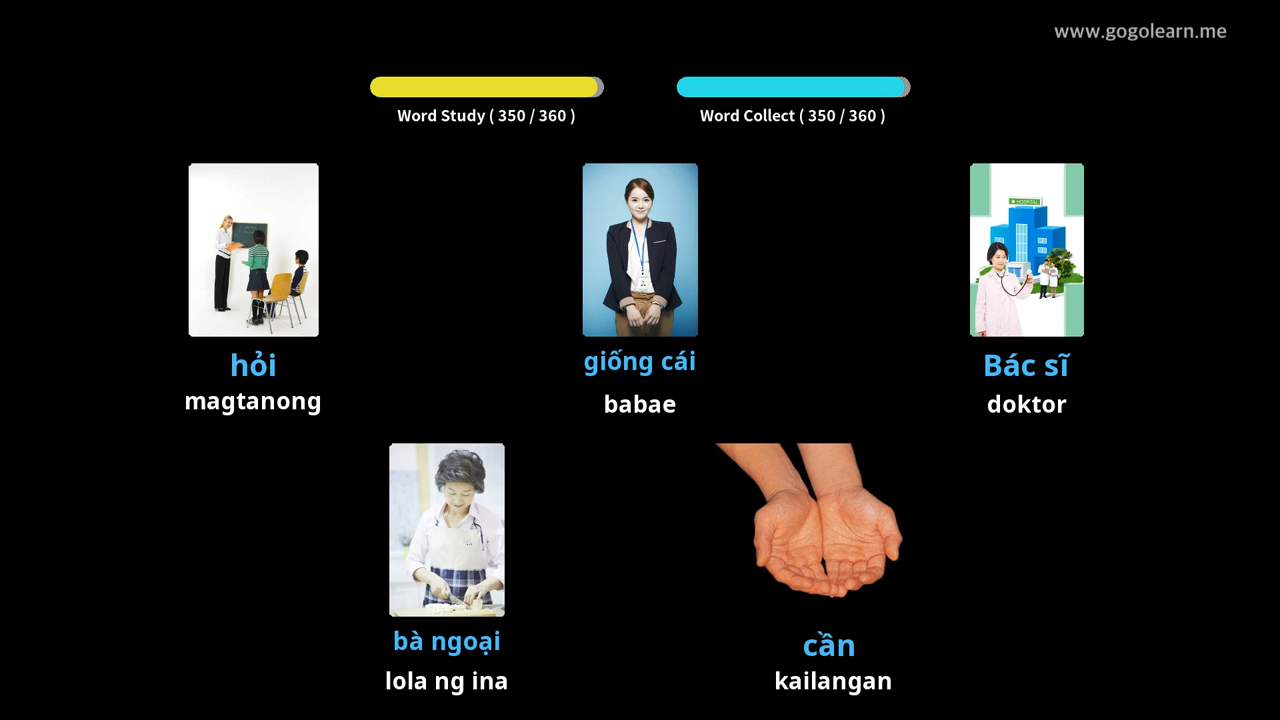 www.gogolearn.me
Word Study ( 350 / 360 )
Word Collect ( 350 / 360 )
HOSPITAL
hỏi
magtanong
giống cái
babae
Bác sĩ
doktor
bà ngoại
lola ng ina
cần
kailangan